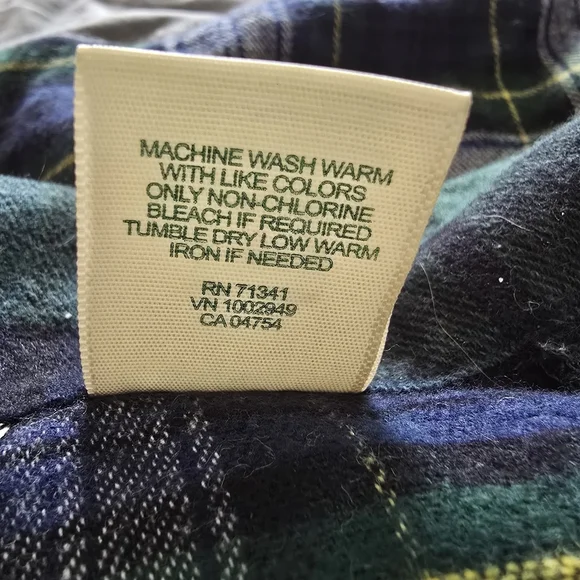 MACHINE WASH WARM
WITH LIKE COLORS
ONLY NON-CHLORINE
BLEACH IF REQUIRED
TUMBLE DRY LOW WARM
IRON IF NEEDED
RN 71341
VN 1002949
CA 04754